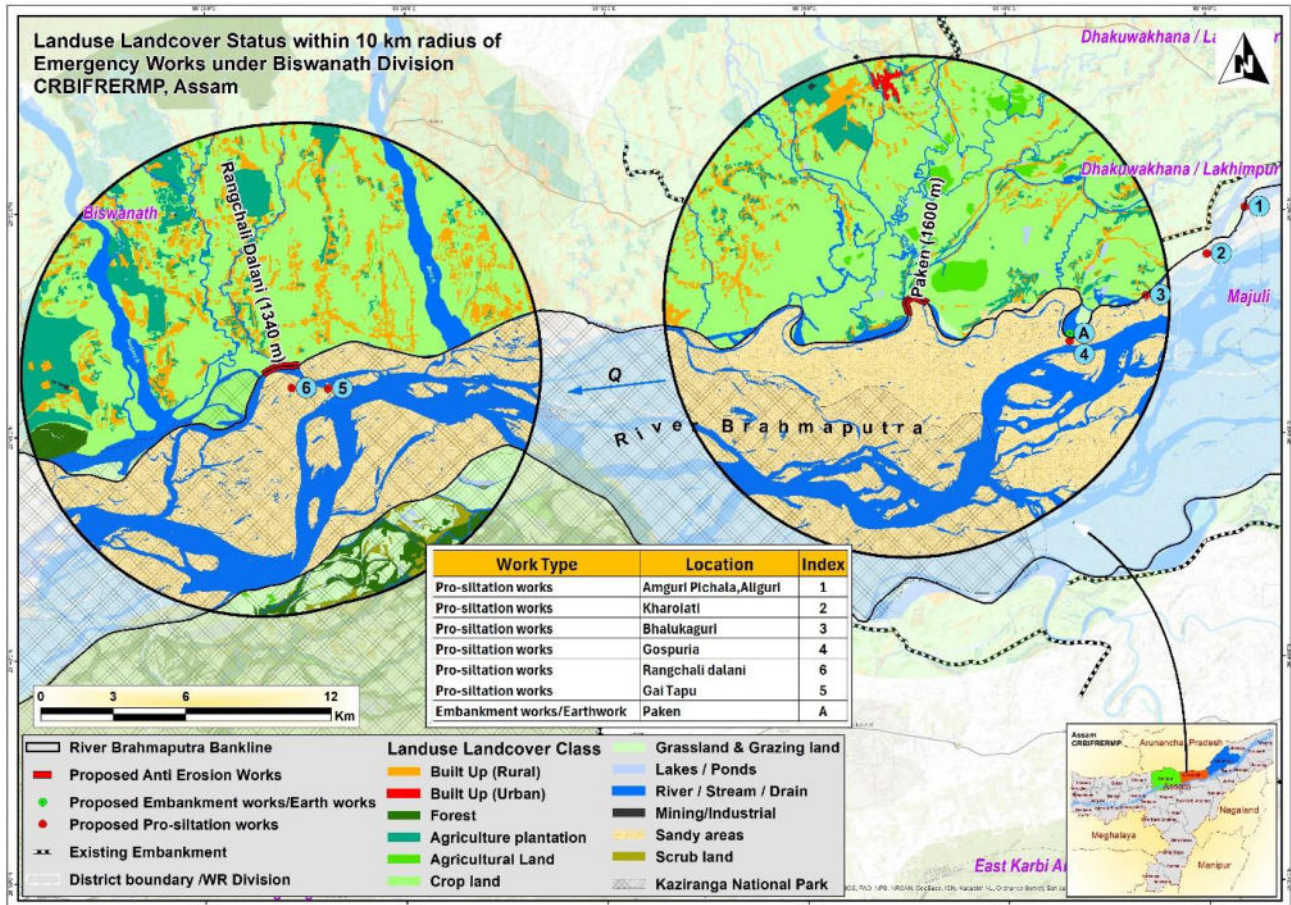 Landuse Landcover Status within 10 km radius of
Emergency Works under Biswanath Division
CRBIFRERMP, Assam
N
Dhakuwakhana / Lakhimpur
Majuli
Biswanath
Rangchali Dalani (1340 m)
Paken (1600 m)
1
2
3
A
4
6
5
Q
River Brahmaputra
Work Type Location Index
Pro-siltation works Amguri Pichala,Aliguri 1
Pro-siltation works Kharolati 2
Pro-siltation works Bhalukaguri 3
Pro-siltation works Gospuria 4
Pro-siltation works Rangchali dalani 6
Pro-siltation works Gai Tapu 5
Embankment works/Earthwork Paken A
0 3 6 12
Km
River Brahmaputra Bankline
Proposed Anti Erosion Works
Proposed Embankment works/Earth works
Proposed Pro-siltation works
Existing Embankment
District boundary /WR Division
Landuse Landcover Class
Built Up (Rural)
Built Up (Urban)
Forest
Agriculture plantation
Agricultural Land
Crop land
Grassland & Grazing land
Lakes / Ponds
River / Stream / Drain
Mining/Industrial
Sandy areas
Scrub land
Kaziranga National Park
East Karbi
Assam
CRBIFRERMP
Arunanchal Pradesh
Assam
Nagaland
Meghalaya
Manipur